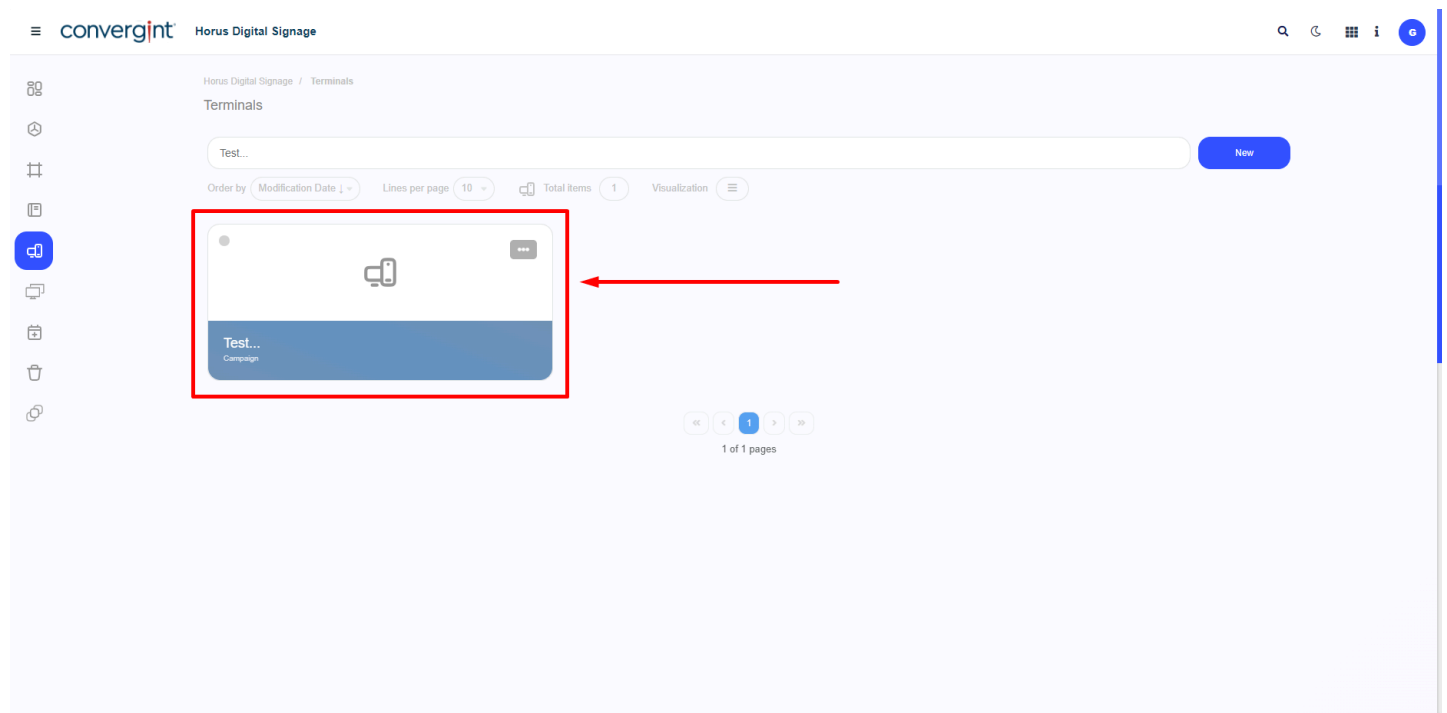 convergint Horus Digital Signage G
Horus Digital Signage / Terminals
Terminals
Test... New
Order by Modification Date ↓ Lines per page 10 Total items 1 Visualization
Test...
Campaign
« ‹ 1 › »
1 of 1 pages